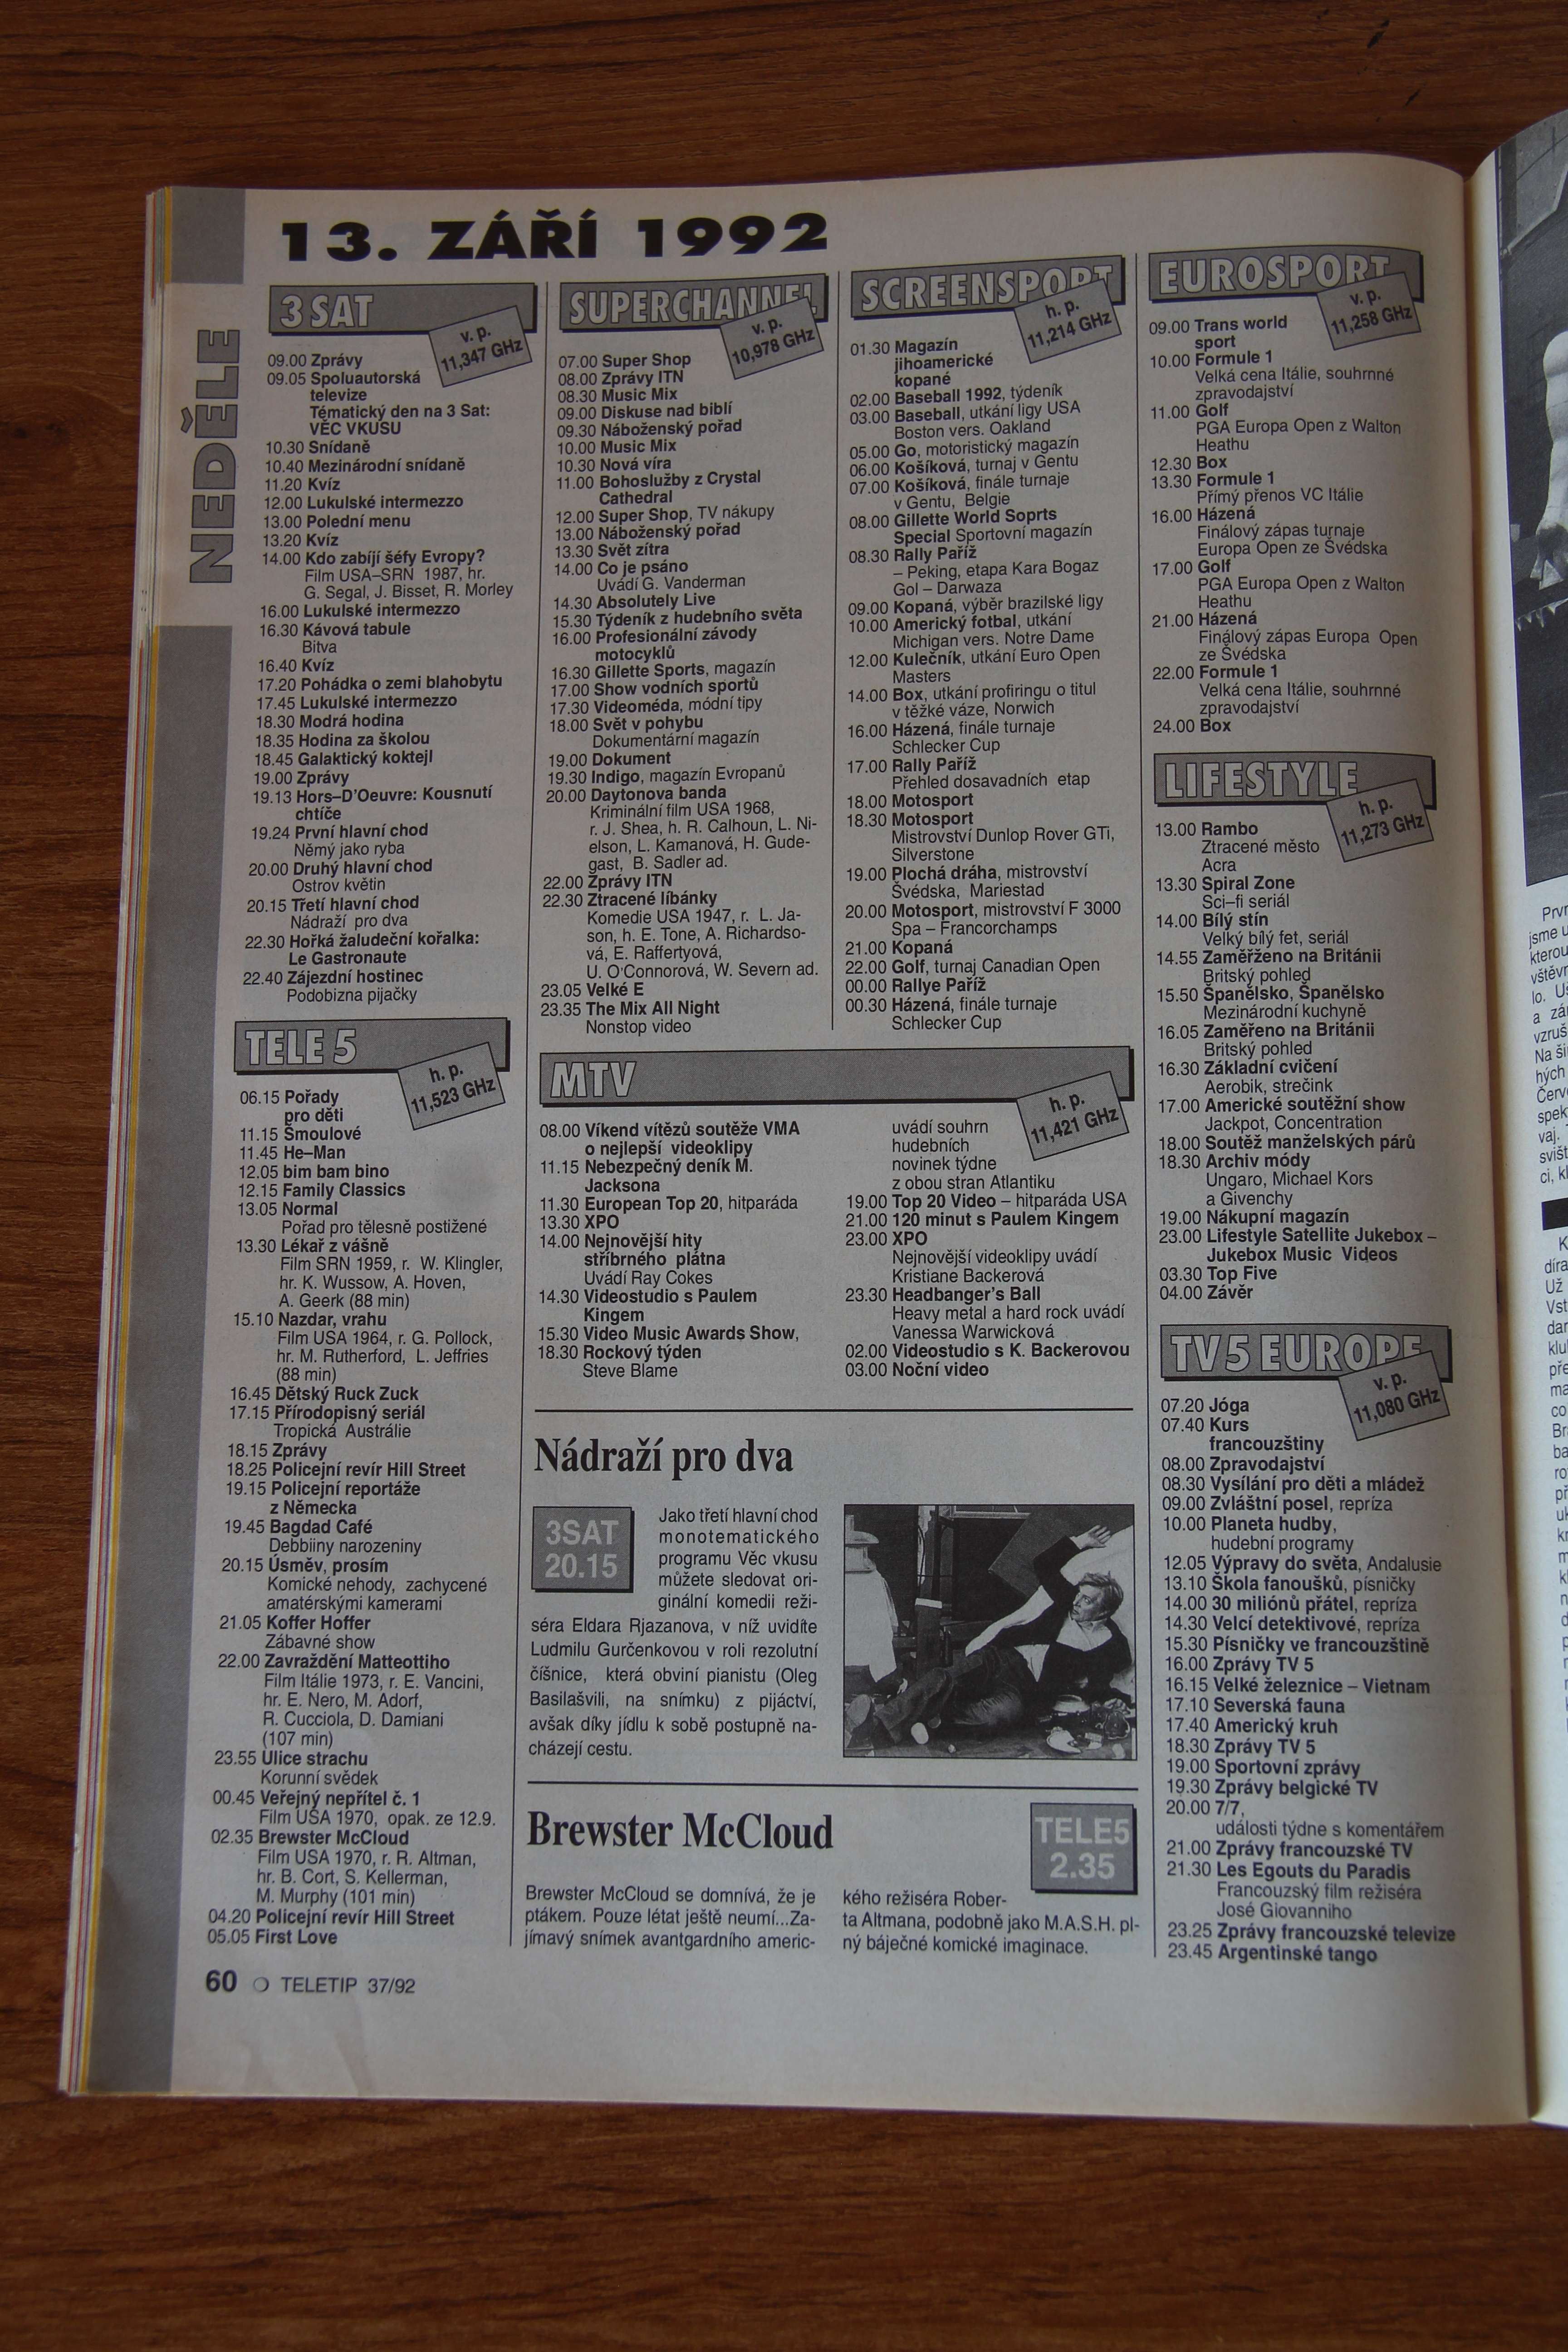 13. ZÁŘÍ 1992
NEDĚLE
3 SAT
v. p.
11,347 GHz
09.00 Zprávy
09.05 Spoluautorská
televize
Tématický den na 3 Sat:
VĚC VKUSU
10.30 Snídaně
10.40 Mezinárodní snídaně
11.20 Kvíz
12.00 Lukulské intermezzo
13.00 Polední menu
13.20 Kvíz
14.00 Kdo zabíjí šéfy Evropy?
Film USA–SRN 1987, hr.
G. Segal, J. Bisset, R. Morley
16.00 Lukulské intermezzo
16.30 Kávová tabule
Bitva
16.40 Kvíz
17.20 Pohádka o zemi blahobytu
17.45 Lukulské intermezzo
18.30 Modrá hodina
18.35 Hodina za školou
18.45 Galaktický koktejl
19.00 Zprávy
19.13 Hors–D'Oeuvre: Kousnutí
chtíče
19.24 První hlavní chod
Němý jako ryba
20.00 Druhý hlavní chod
Ostrov květin
20.15 Třetí hlavní chod
Nádraží pro dva
22.30 Hořká žaludeční kořalka:
Le Gastronaute
22.40 Zájezdní hostinec
Podobizna pijačky
TELE 5
h. p.
11,523 GHz
06.15 Pořady
pro děti
11.15 Šmoulové
11.45 He–Man
12.05 bim bam bino
12.15 Family Classics
13.05 Normal
Pořad pro tělesně postižené
13.30 Lékař z vášně
Film SRN 1959, r. W. Klingler,
hr. K. Wussow, A. Hoven,
A. Geerk (88 min)
15.10 Nazdar, vrahu
Film USA 1964, r. G. Pollock,
hr. M. Rutherford, L. Jeffries
(88 min)
16.45 Dětský Ruck Zuck
17.15 Přírodopisný seriál
Tropická Austrálie
18.15 Zprávy
18.25 Policejní revír Hill Street
19.15 Policejní reportáže
z Německa
19.45 Bagdad Café
Debbiiny narozeniny
20.15 Úsměv, prosím
Komické nehody, zachycené
amatérskými kamerami
21.05 Koffer Hoffer
Zábavné show
22.00 Zavraždění Matteottiho
Film Itálie 1973, r. E. Vancini,
hr. E. Nero, M. Adorf,
R. Cucciola, D. Damiani
(107 min)
23.55 Ulice strachu
Korunní svědek
00.45 Veřejný nepřítel č. 1
Film USA 1970, opak. ze 12.9.
02.35 Brewster McCloud
Film USA 1970, r. R. Altman,
hr. B. Cort, S. Kellerman,
M. Murphy (101 min)
04.20 Policejní revír Hill Street
05.05 First Love
SUPERCHANNEL
v. p.
10,978 GHz
07.00 Super Shop
08.00 Zprávy ITN
08.30 Music Mix
09.00 Diskuse nad biblí
09.30 Náboženský pořad
10.00 Music Mix
10.30 Nová víra
11.00 Bohoslužby z Crystal
Cathedral
12.00 Super Shop, TV nákupy
13.00 Náboženský pořad
13.30 Svět zítra
14.00 Co je psáno
Uvádí G. Vanderman
14.30 Absolutely Live
15.30 Týdeník z hudebního světa
16.00 Profesionální závody
motocyklů
16.30 Gillette Sports, magazín
17.00 Show vodních sportů
17.30 Videoméda, módní tipy
18.00 Svět v pohybu
Dokumentární magazín
19.00 Dokument
19.30 Indigo, magazín Evropanů
20.00 Daytonova banda
Kriminální film USA 1968,
r. J. Shea, h. R. Calhoun, L. Ni-
elson, L. Kamanová, H. Gude-
gast, B. Sadler ad.
22.00 Zprávy ITN
22.30 Ztracené líbánky
Komedie USA 1947, r. L. Ja-
son, h. E. Tone, A. Richardso-
vá, E. Raffertyová,
U. O'Connorová, W. Severn ad.
23.05 Velké E
23.35 The Mix All Night
Nonstop video
SCREENSPORT
h. p.
11,214 GHz
01.30 Magazín
jihoamerické
kopané
02.00 Baseball 1992, týdeník
03.00 Baseball, utkání ligy USA
Boston vers. Oakland
05.00 Go, motoristický magazín
06.00 Košíková, turnaj v Gentu
07.00 Košíková, finále turnaje
v Gentu, Belgie
08.00 Gillette World Soprts
Special Sportovní magazín
08.30 Rally Paříž
– Peking, etapa Kara Bogaz
Gol – Darwaza
09.00 Kopaná, výběr brazilské ligy
10.00 Americký fotbal, utkání
Michigan vers. Notre Dame
12.00 Kulečník, utkání Euro Open
Masters
14.00 Box, utkání profiringu o titul
v těžké váze, Norwich
16.00 Házená, finále turnaje
Schlecker Cup
17.00 Rally Paříž
Přehled dosavadních etap
18.00 Motosport
18.30 Motosport
Mistrovství Dunlop Rover GTi,
Silverstone
19.00 Plochá dráha, mistrovství
Švédska, Mariestad
20.00 Motosport, mistrovství F 3000
Spa – Francorchamps
21.00 Kopaná
22.00 Golf, turnaj Canadian Open
00.00 Rallye Paříž
00.30 Házená, finále turnaje
Schlecker Cup
MTV
h. p.
11,421 GHz
08.00 Víkend vítězů soutěže VMA
o nejlepší videoklipy
11.15 Nebezpečný deník M.
Jacksona
11.30 European Top 20, hitparáda
13.30 XPO
14.00 Nejnovější hity
stříbrného plátna
Uvádí Ray Cokes
14.30 Videostudio s Paulem
Kingem
15.30 Video Music Awards Show,
18.30 Rockový týden
Steve Blame
uvádí souhrn
hudebních
novinek týdne
z obou stran Atlantiku
19.00 Top 20 Video – hitparáda USA
21.00 120 minut s Paulem Kingem
23.00 XPO
Nejnovější videoklipy uvádí
Kristiane Backerová
23.30 Headbanger's Ball
Heavy metal a hard rock uvádí
Vanessa Warwicková
02.00 Videostudio s K. Backerovou
03.00 Noční video
Nádraží pro dva
3SAT
20.15
Jako třetí hlavní chod
monotematického
programu Věc vkusu
můžete sledovat ori-
ginální komedii reži-
séra Eldara Rjazanova, v níž uvidíte
Ludmilu Gurčenkovou v roli rezolutní
číšnice, která obviní pianistu (Oleg
Basilašvili, na snímku) z pijáctví,
avšak díky jídlu k sobě postupně na-
cházejí cestu.
Brewster McCloud
TELE5
2.35
Brewster McCloud se domnívá, že je
ptákem. Pouze létat ještě neumí...Za-
jímavý snímek avantgardního americ-
kého režiséra Rober-
ta Altmana, podobně jako M.A.S.H. pl-
ný báječné komické imaginace.
EUROSPORT
v. p.
11,258 GHz
09.00 Trans world
sport
10.00 Formule 1
Velká cena Itálie, souhrnné
zpravodajství
11.00 Golf
PGA Europa Open z Walton
Heathu
12.30 Box
13.30 Formule 1
Přímý přenos VC Itálie
16.00 Házená
Finálový zápas turnaje
Europa Open ze Švédska
17.00 Golf
PGA Europa Open z Walton
Heathu
21.00 Házená
Finálový zápas Europa Open
ze Švédska
22.00 Formule 1
Velká cena Itálie, souhrnné
zpravodajství
24.00 Box
LIFESTYLE
h. p.
11,273 GHz
13.00 Rambo
Ztracené město
Acra
13.30 Spiral Zone
Sci–fi seriál
14.00 Bílý stín
Velký bílý fet, seriál
14.55 Zaměřženo na Británii
Britský pohled
15.50 Španělsko, Španělsko
Mezinárodní kuchyně
16.05 Zaměřeno na Británii
Britský pohled
16.30 Základní cvičení
Aerobik, strečink
17.00 Americké soutěžní show
Jackpot, Concentration
18.00 Soutěž manželských párů
18.30 Archiv módy
Ungaro, Michael Kors
a Givenchy
19.00 Nákupní magazín
23.00 Lifestyle Satellite Jukebox –
Jukebox Music Videos
03.30 Top Five
04.00 Závěr
TV5 EUROPE
v. p.
11,080 GHz
07.20 Jóga
07.40 Kurs
francouzštiny
08.00 Zpravodajství
08.30 Vysílání pro děti a mládež
09.00 Zvláštní posel, repríza
10.00 Planeta hudby,
hudební programy
12.05 Výpravy do světa, Andalusie
13.10 Škola fanoušků, písničky
14.00 30 miliónů přátel, repríza
14.30 Velcí detektivové, repríza
15.30 Písničky ve francouzštině
16.00 Zprávy TV 5
16.15 Velké železnice – Vietnam
17.10 Severská fauna
17.40 Americký kruh
18.30 Zprávy TV 5
19.00 Sportovní zprávy
19.30 Zprávy belgické TV
20.00 7/7,
události týdne s komentářem
21.00 Zprávy francouzské TV
21.30 Les Egouts du Paradis
Francouzský film režiséra
José Giovanniho
23.25 Zprávy francouzské televize
23.45 Argentinské tango
60 ❍ TELETIP 37/92